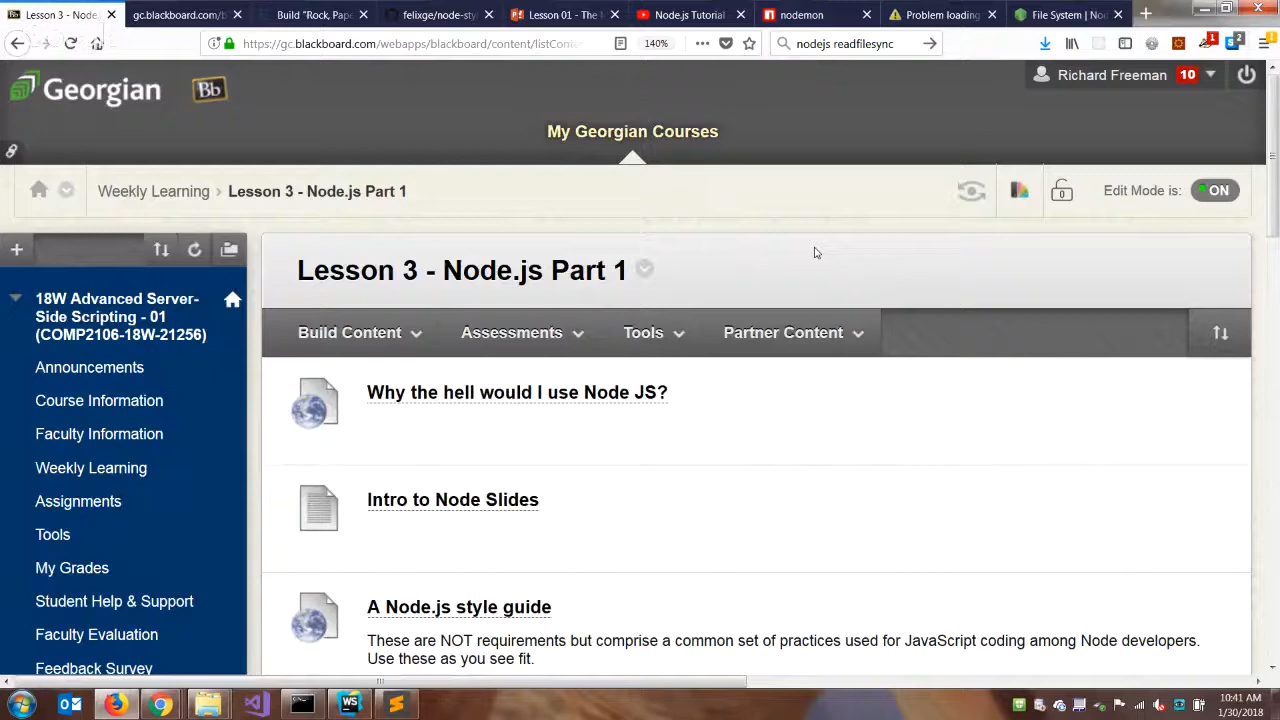 Lesson 3 - Node.js P
gc.blackboard.com/b
Build "Rock, Pape
felixge/node-sty
Lesson 01 - The M
Node.js Tutorial
nodemon
Problem loading
File System | Nod
https://gc.blackboard.com/webapps/blackboard/content/listConte
140%
nodejs readfilesync
1
2
Georgian
Bb
Richard Freeman
10
My Georgian Courses
Weekly Learning
Lesson 3 - Node.js Part 1
0
Edit Mode is:
ON
18W Advanced Server-
Side Scripting - 01
(COMP2106-18W-21256)
Announcements
Course Information
Faculty Information
Weekly Learning
Assignments
Tools
My Grades
Student Help & Support
Faculty Evaluation
Feedback Survey
Lesson 3 - Node.js Part 1
Build Content
Assessments
Tools
Partner Content
Why the hell would I use Node JS?
Intro to Node Slides
A Node.js style guide
These are NOT requirements but comprise a common set of practices used for JavaScript coding among Node developers.
Use these as you see fit.
WS
10:41 AM
1/30/2018